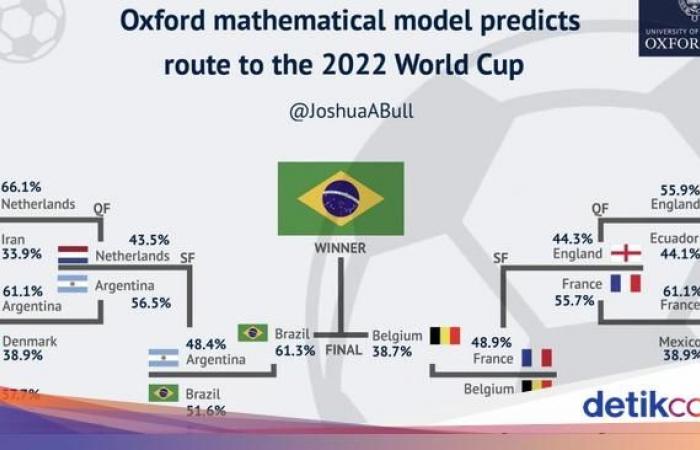 Oxford mathematical model predicts
route to the 2022 World Cup
@JoshuaABull
UNIVERSITY OF
OXFORD
66.1%
Netherlands
QF
Iran
33.9%
43.5%
Netherlands
SF
61.1%
Argentina
Argentina
56.5%
Denmark
38.9%
57.7%
48.4%
Argentina
Brazil
51.6%
WINNER
Brazil
61.3%
FINAL
Belgium
38.7%
48.9%
France
Belgium
SF
44.3%
England
France
55.7%
QF
55.9%
England
Ecuador
44.1%
61.1%
France
Mexico
38.9%
detikco